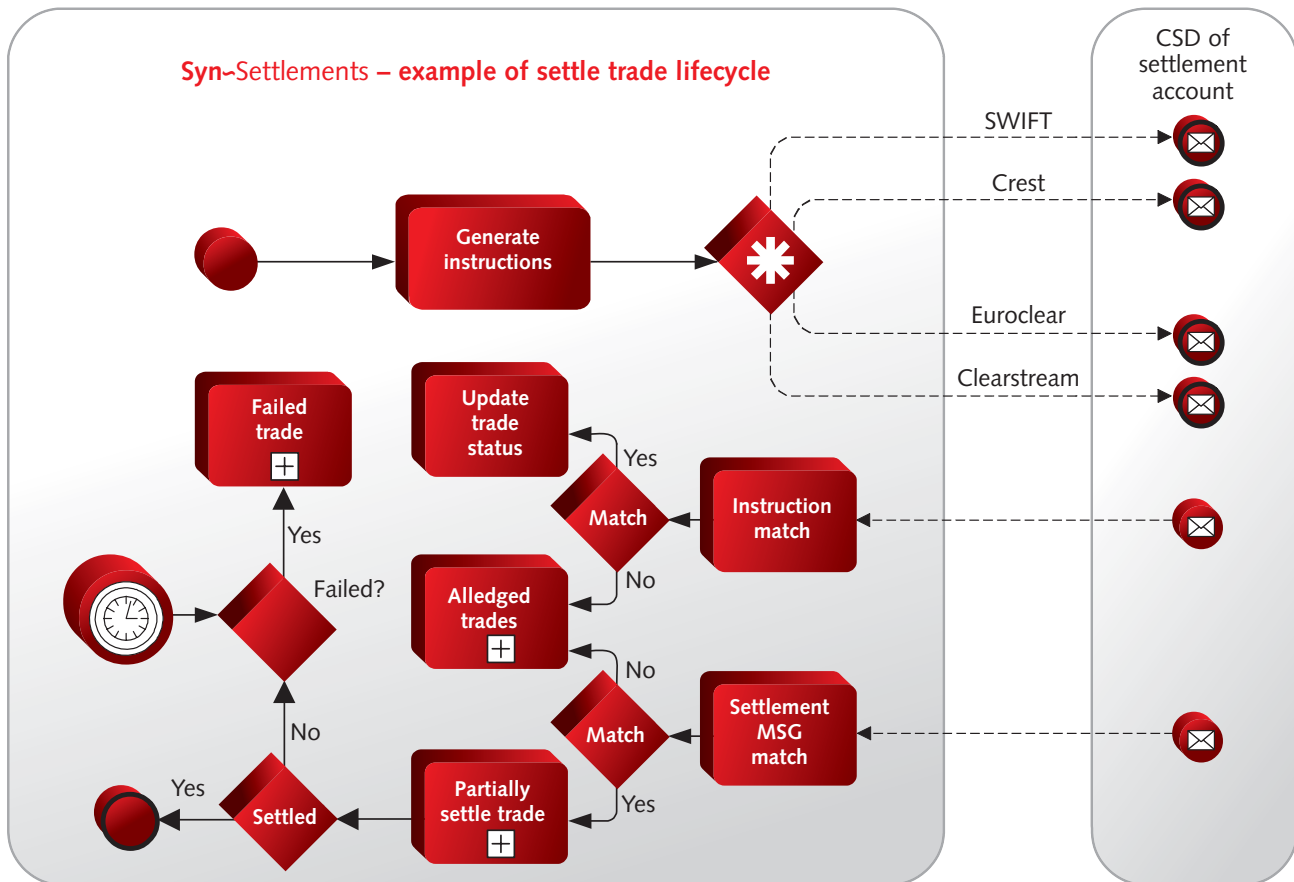 Syn~Settlements – example of settle trade lifecycle
CSD of
settlement
account
SWIFT
Crest
Generate
instructions
Euroclear
Clearstream
Failed
trade
Update
trade
status
Yes
Match
Instruction
match
Yes
Failed?
No
Alledged
trades
No
No
Match
Settlement
MSG
match
Yes
Settled
Partially
settle trade
Yes